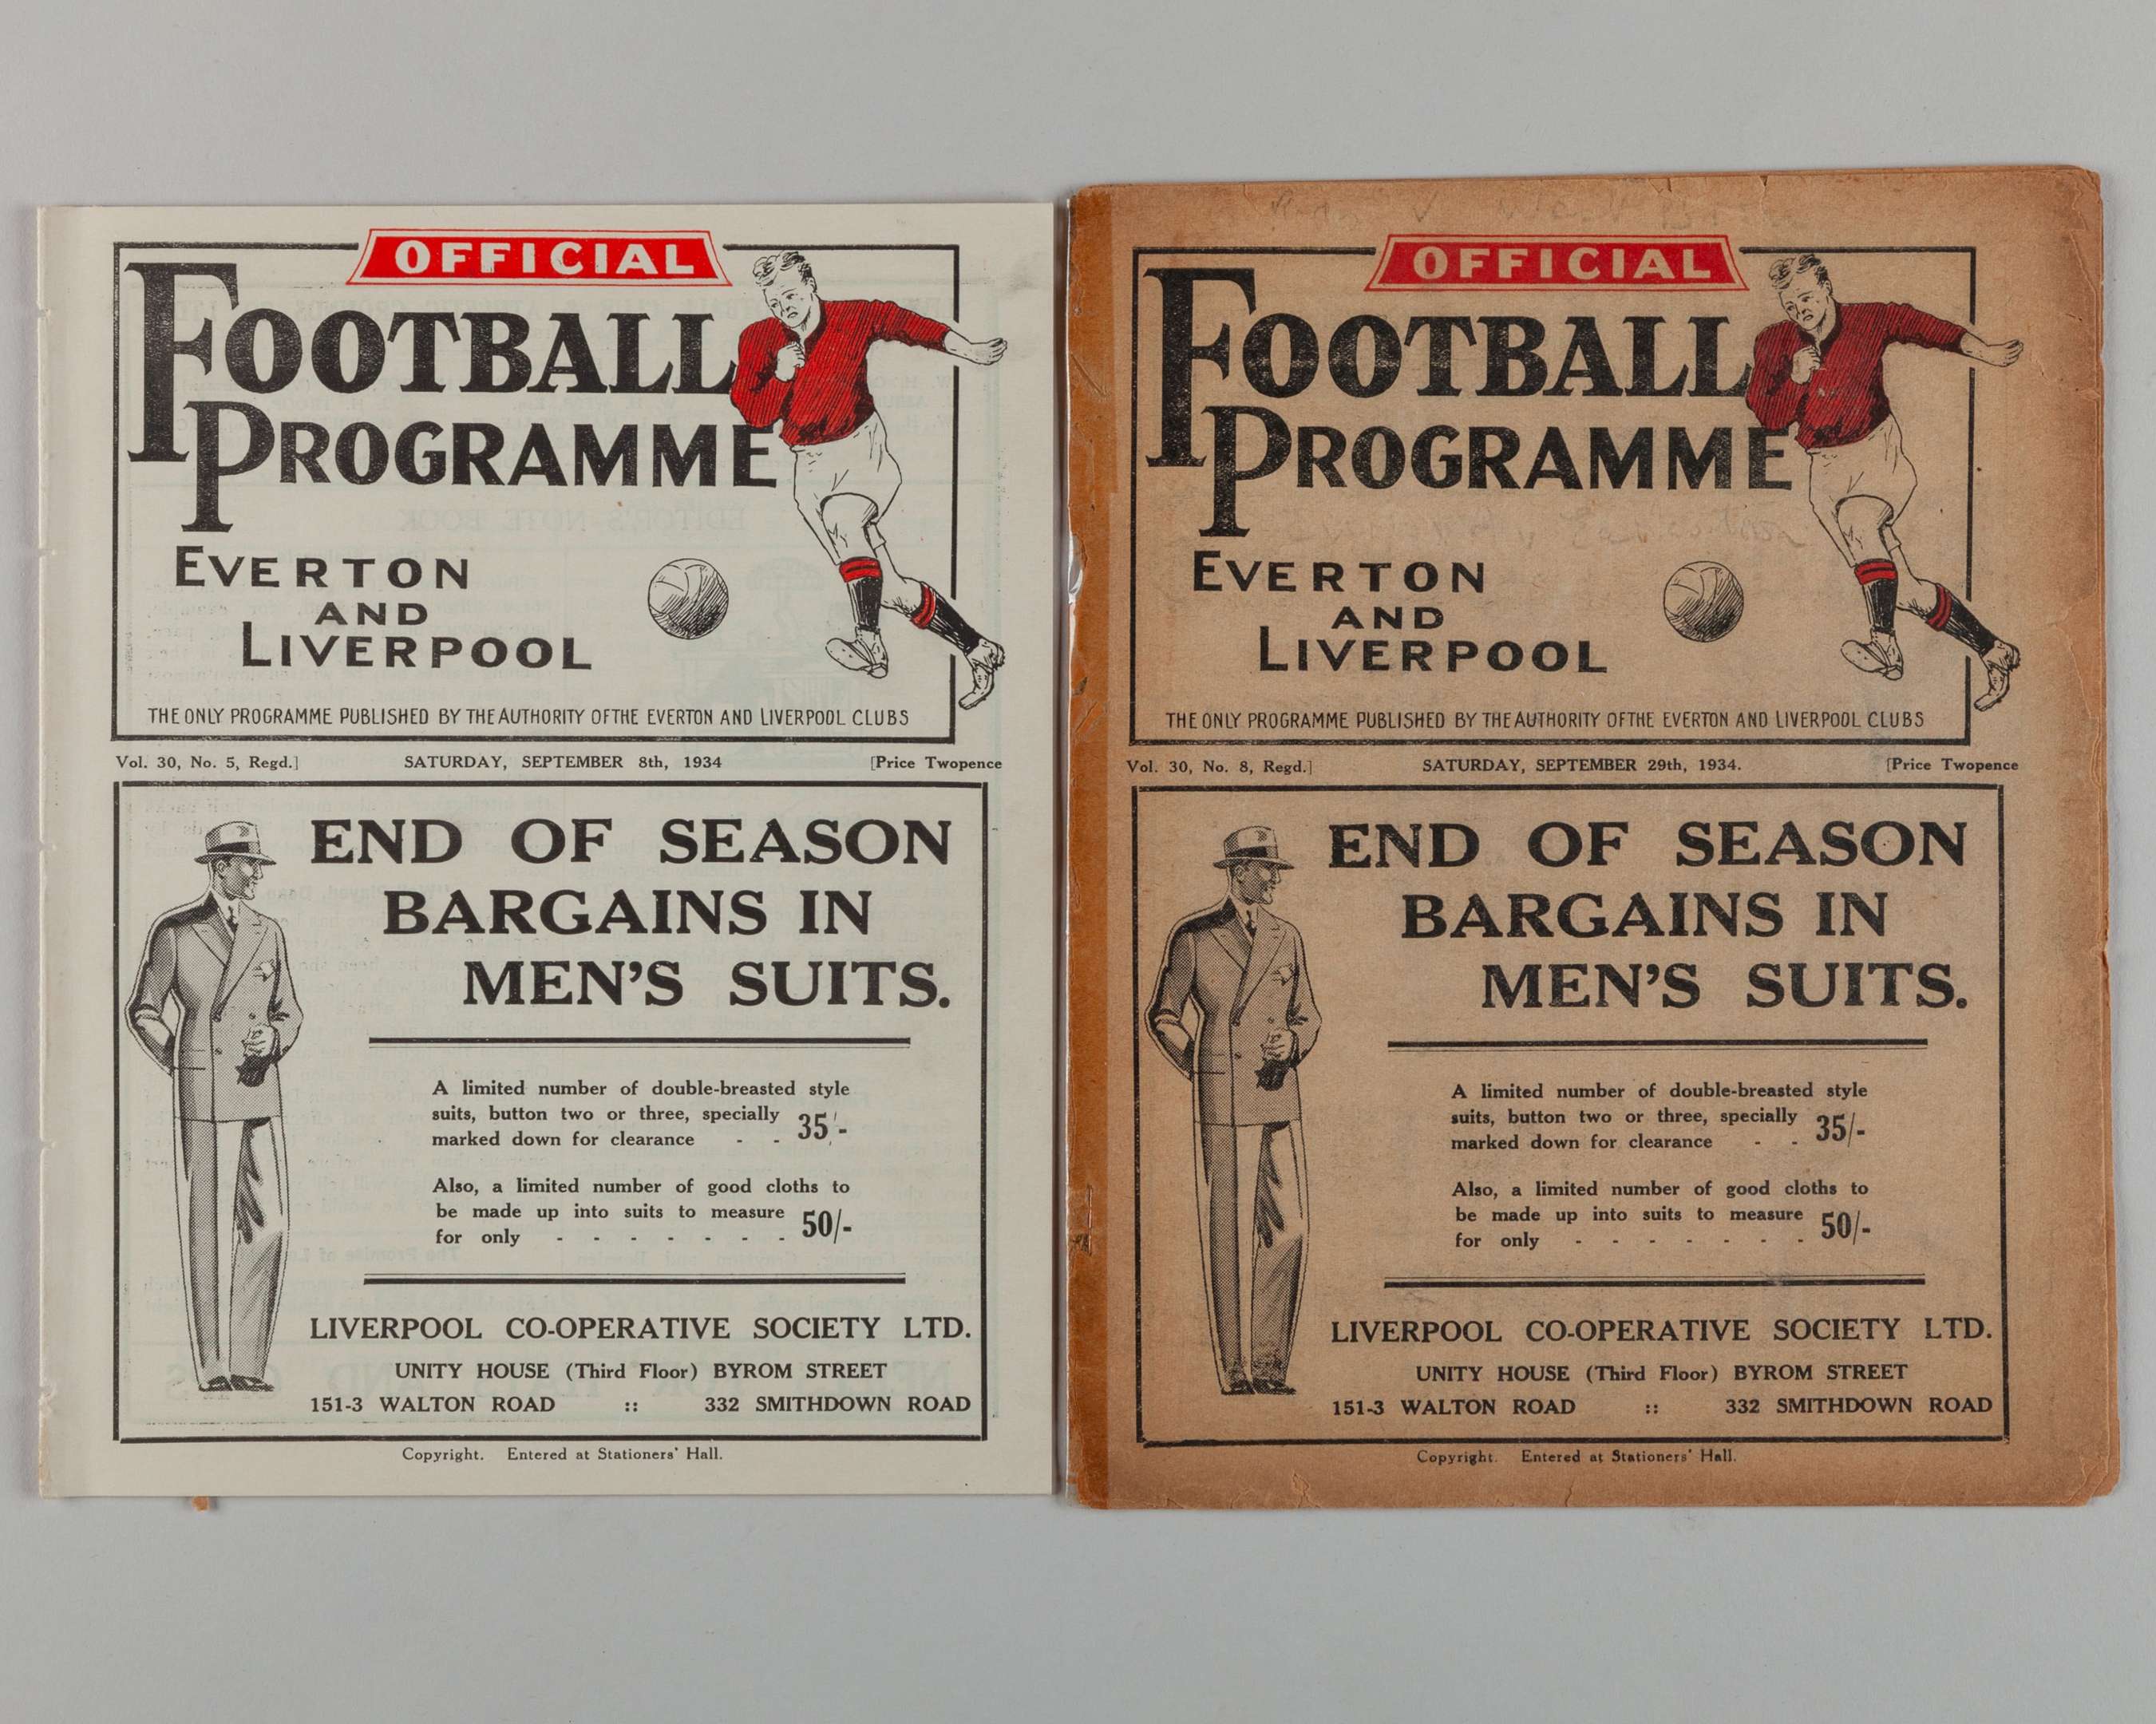 OFFICIAL
FOOTBALL
PROGRAMME
EVERTON
AND
LIVERPOOL
THE ONLY PROGRAMME PUBLISHED BY THE AUTHORITY OF THE EVERTON AND LIVERPOOL CLUBS
Vol. 30, No. 5, Regd.] SATURDAY, SEPTEMBER 8th, 1934 [Price Twopence
END OF SEASON
BARGAINS IN
MEN'S SUITS.
A limited number of double-breasted style
suits, button two or three, specially
marked down for clearance - - 35/-
Also, a limited number of good cloths to
be made up into suits to measure
for only - - - - - - - 50/-
LIVERPOOL CO-OPERATIVE SOCIETY LTD.
UNITY HOUSE (Third Floor) BYROM STREET
151-3 WALTON ROAD :: 332 SMITHDOWN ROAD
Copyright. Entered at Stationers' Hall.
OFFICIAL
FOOTBALL
PROGRAMME
EVERTON
AND
LIVERPOOL
THE ONLY PROGRAMME PUBLISHED BY THE AUTHORITY OF THE EVERTON AND LIVERPOOL CLUBS
Vol. 30, No. 8, Regd.] SATURDAY, SEPTEMBER 29th, 1934. [Price Twopence
END OF SEASON
BARGAINS IN
MEN'S SUITS.
A limited number of double-breasted style
suits, button two or three, specially
marked down for clearance - - 35/-
Also, a limited number of good cloths to
be made up into suits to measure
for only - - - - - - - 50/-
LIVERPOOL CO-OPERATIVE SOCIETY LTD.
UNITY HOUSE (Third Floor) BYROM STREET
151-3 WALTON ROAD :: 332 SMITHDOWN ROAD
Copyright. Entered at Stationers' Hall.